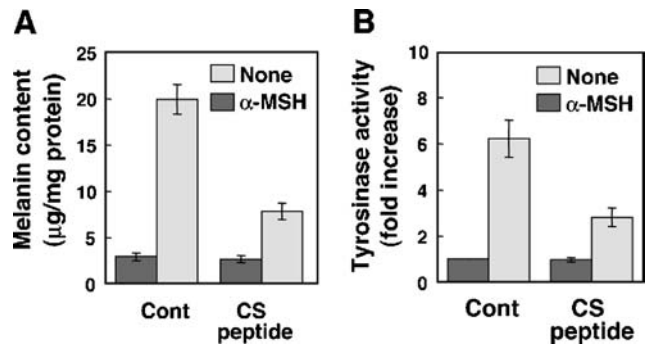 A
Melanin content
(µg/mg protein)
25
20
15
10
5
0
None
α-MSH
Cont
CS
peptide
B
Tyrosinase activity
(fold increase)
10
8
6
4
2
0
None
α-MSH
Cont
CS
peptide